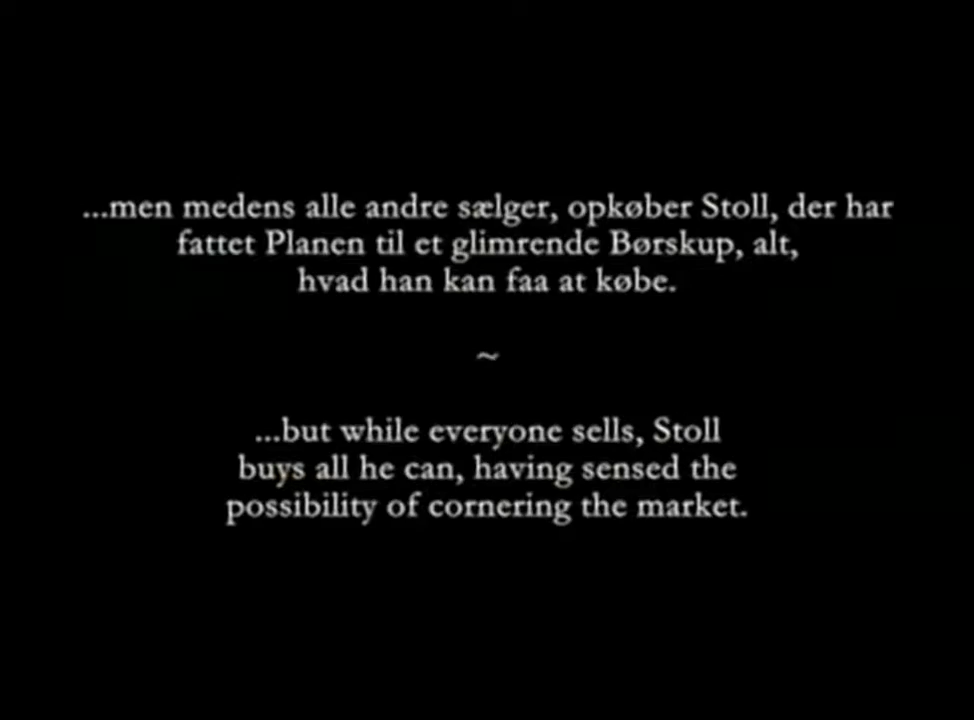 ...men medens alle andre sælger, opkøber Stoll, der har
fattet Planen til et glimrende Børskup, alt,
hvad han kan faa at købe.
~
...but while everyone sells, Stoll
buys all he can, having sensed the
possibility of cornering the market.